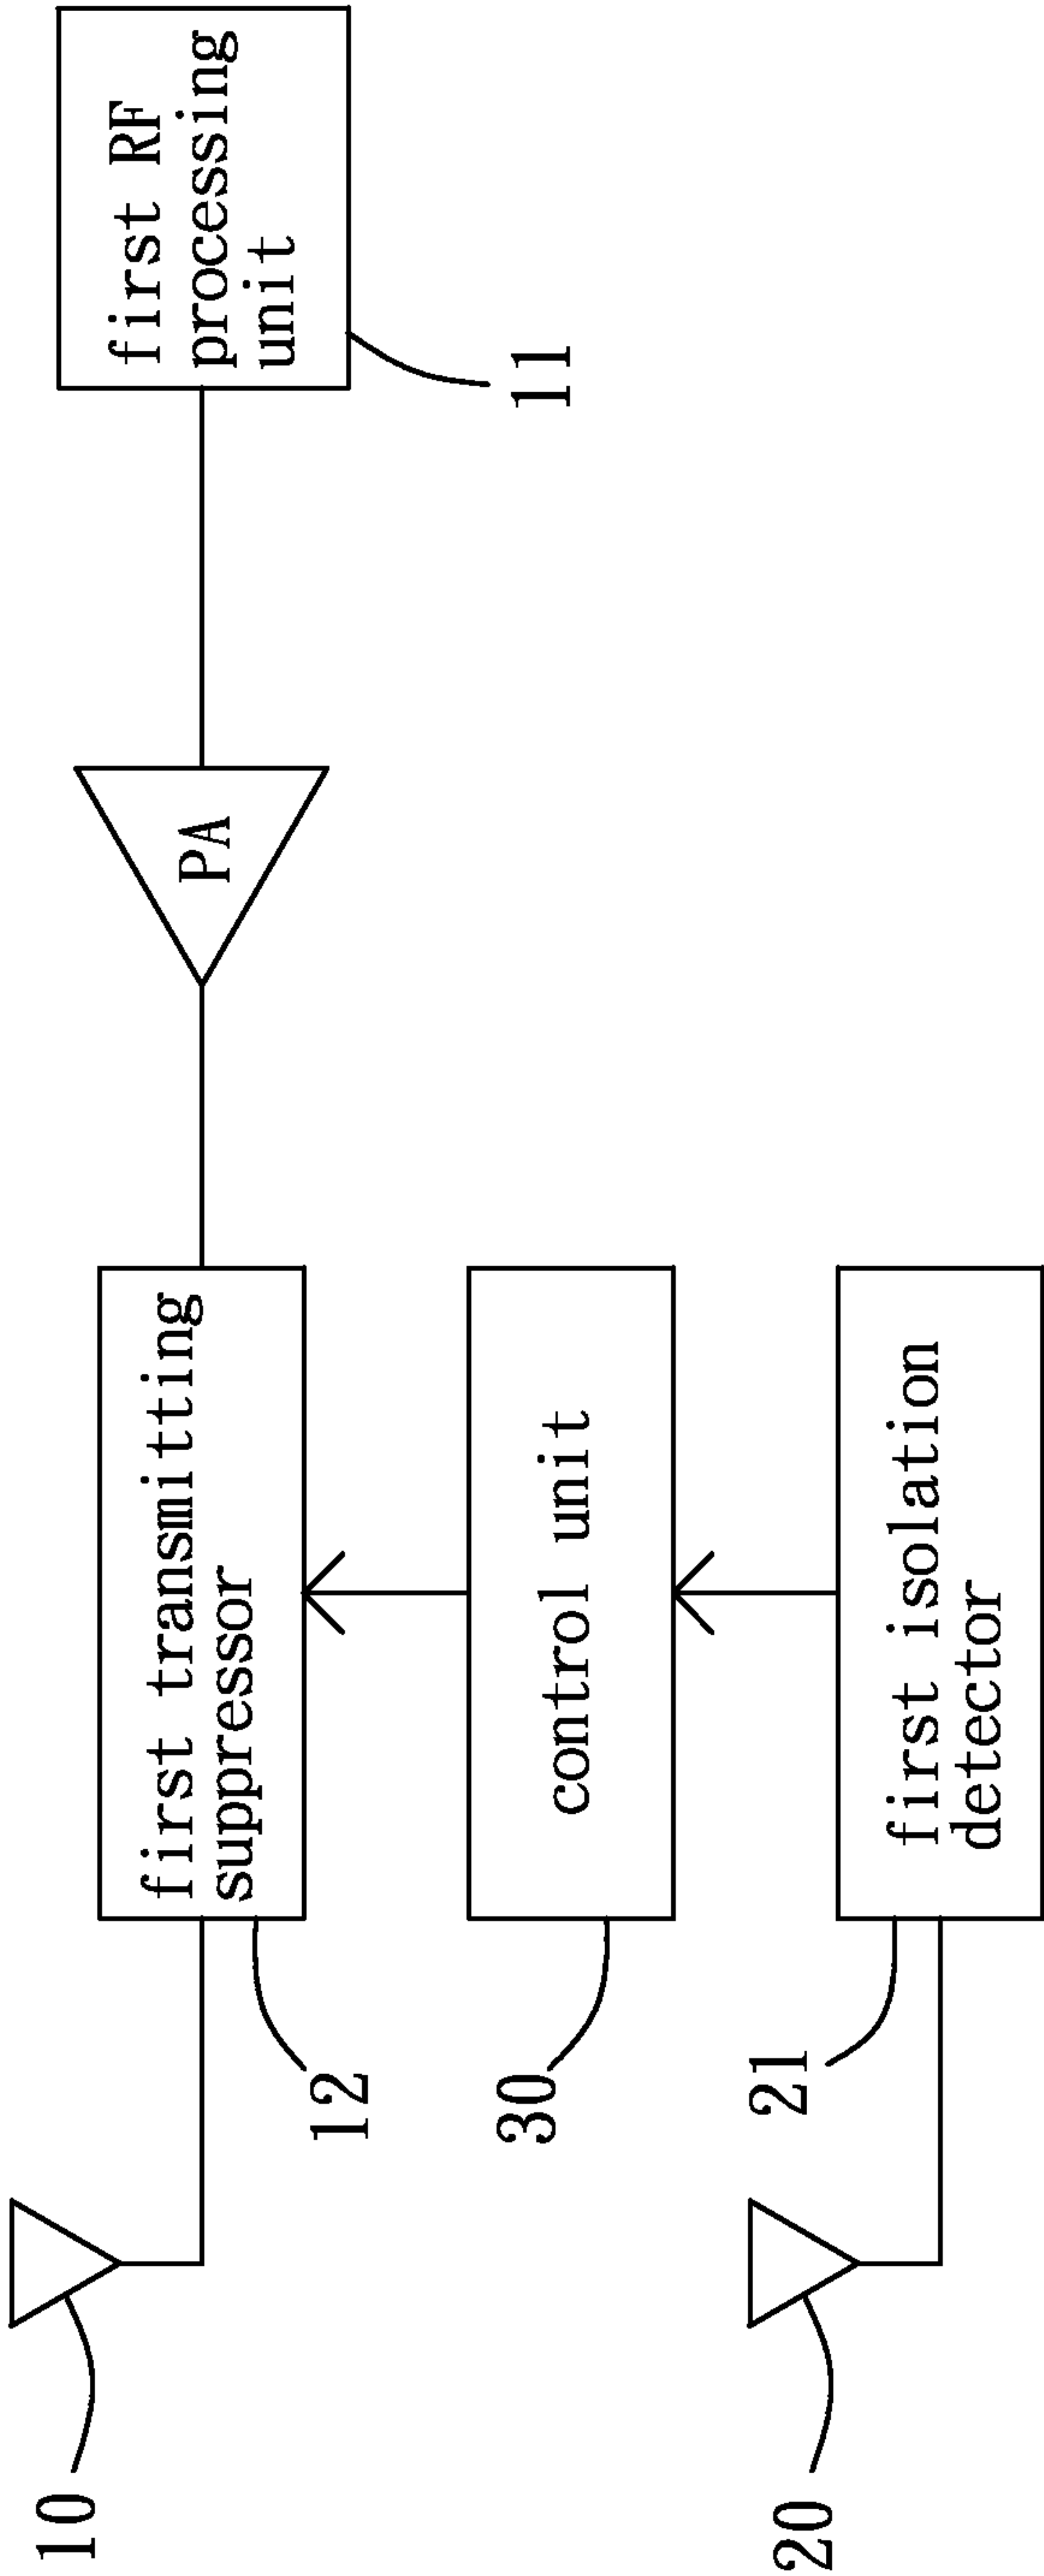 10
12
first transmitting
suppressor
PA
first RF
processing
unit
11
30
control unit
20
21
first isolation
detector